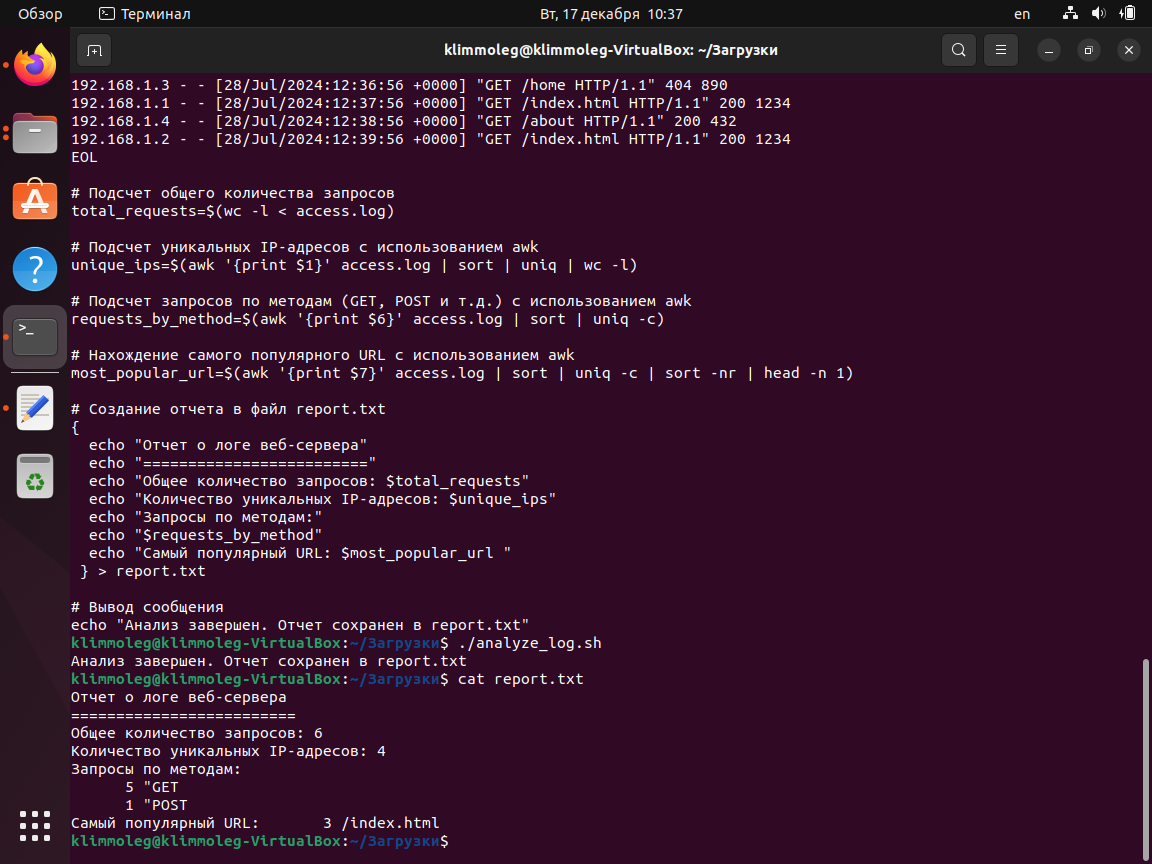 Обзор Терминал Вт, 17 декабря 10:37 en
klimmoleg@klimmoleg-VirtualBox: ~/Загрузки
192.168.1.3 - - [28/Jul/2024:12:36:56 +0000] "GET /home HTTP/1.1" 404 890
192.168.1.1 - - [28/Jul/2024:12:37:56 +0000] "GET /index.html HTTP/1.1" 200 1234
192.168.1.4 - - [28/Jul/2024:12:38:56 +0000] "GET /about HTTP/1.1" 200 432
192.168.1.2 - - [28/Jul/2024:12:39:56 +0000] "GET /index.html HTTP/1.1" 200 1234
EOL

# Подсчет общего количества запросов
total_requests=$(wc -l < access.log)

# Подсчет уникальных IP-адресов с использованием awk
unique_ips=$(awk '{print $1}' access.log | sort | uniq | wc -l)

# Подсчет запросов по методам (GET, POST и т.д.) с использованием awk
requests_by_method=$(awk '{print $6}' access.log | sort | uniq -c)

# Нахождение самого популярного URL с использованием awk
most_popular_url=$(awk '{print $7}' access.log | sort | uniq -c | sort -nr | head -n 1)

# Создание отчета в файл report.txt
{
  echo "Отчет о логе веб-сервера"
  echo "========================="
  echo "Общее количество запросов: $total_requests"
  echo "Количество уникальных IP-адресов: $unique_ips"
  echo "Запросы по методам:"
  echo "$requests_by_method"
  echo "Самый популярный URL: $most_popular_url "
 } > report.txt

# Вывод сообщения
echo "Анализ завершен. Отчет сохранен в report.txt"
klimmoleg@klimmoleg-VirtualBox:~/Загрузки$ ./analyze_log.sh
Анализ завершен. Отчет сохранен в report.txt
klimmoleg@klimmoleg-VirtualBox:~/Загрузки$ cat report.txt
Отчет о логе веб-сервера
=========================
Общее количество запросов: 6
Количество уникальных IP-адресов: 4
Запросы по методам:
      5 "GET
      1 "POST
Самый популярный URL:       3 /index.html
klimmoleg@klimmoleg-VirtualBox:~/Загрузки$